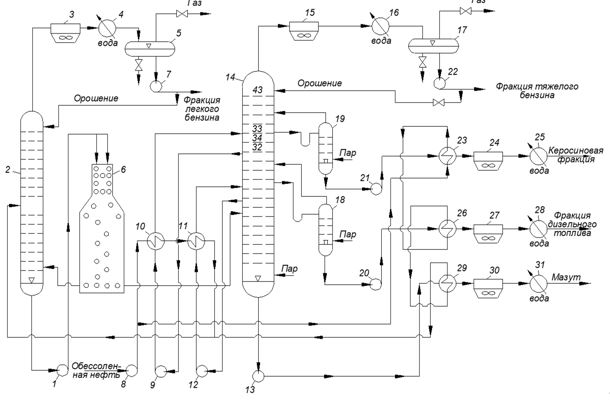 Газ
Газ
3
4
вода
5
7
Орошение
Фракция
легкого
бензина
2
6
10
11
1
Обессолен-
ная нефть
8
9
12
15
16
вода
17
22
14
43
Орошение
Фракция тяжелого
бензина
33
34
32
19
Пар
21
18
Пар
20
Пар
13
23
24
25
Керосиновая
фракция
вода
26
27
28
Фракция
дизельного
топлива
вода
29
30
31
Мазут
вода